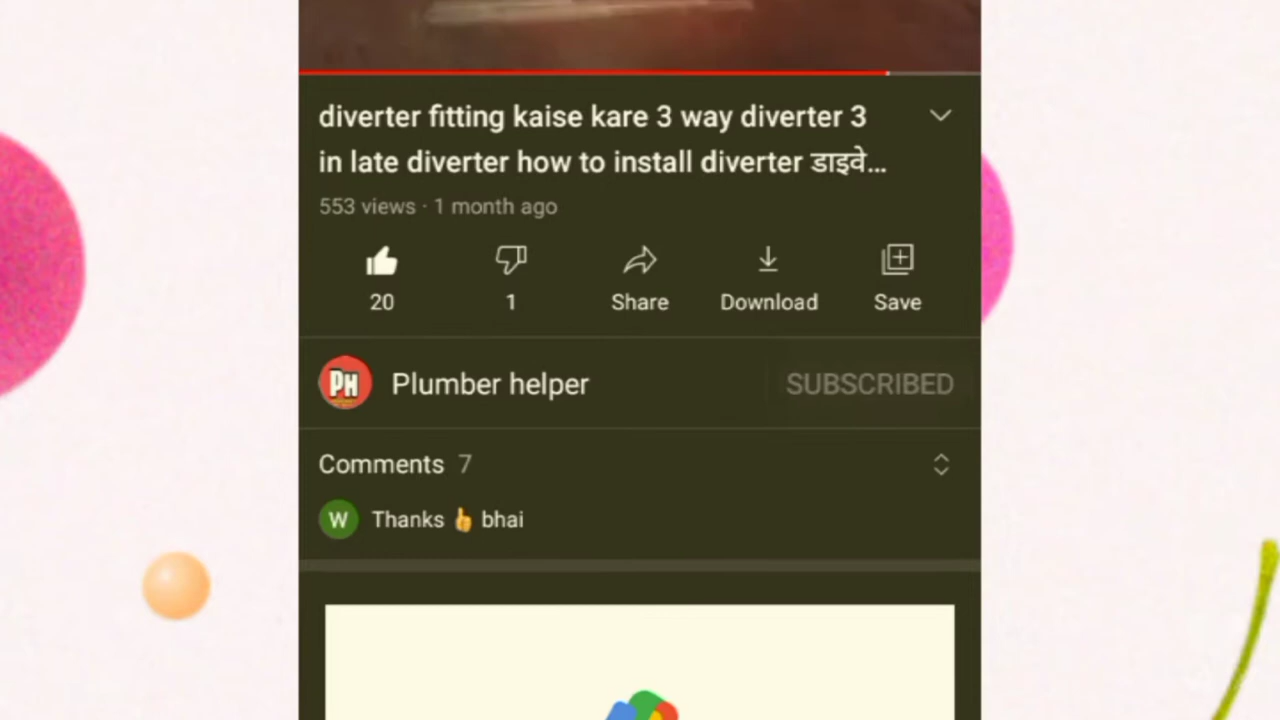 diverter fitting kaise kare 3 way diverter 3
in late diverter how to install diverter डाइवे...
553 views · 1 month ago
20
1
Share
Download
Save
PH
Plumber helper
SUBSCRIBED
Comments 7
W
Thanks 👍 bhai